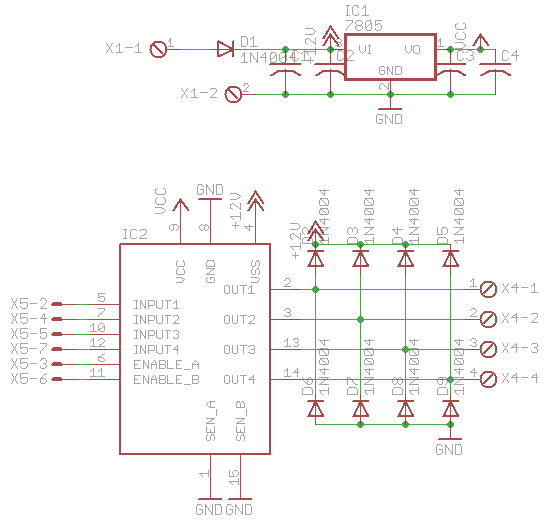 IC1
7805
X1-1
1
D1
1N4004
C1
+12V
C2
3
VI
VO
GND
1
VCC
C3
C4
2
GND
X1-2
2
VCC
GND
+12V
IC2
9
8
4
VCC
GND
VSS
+12V
D2
1N4004
D3
1N4004
D4
1N4004
D5
1N4004
X5-2
5
INPUT1
X5-4
7
INPUT2
X5-5
10
INPUT3
X5-7
12
INPUT4
X5-3
6
ENABLE_A
X5-6
11
ENABLE_B
OUT1
2
1
X4-1
OUT2
3
2
X4-2
OUT3
13
3
X4-3
OUT4
14
4
X4-4
D6
1N4004
D7
1N4004
D8
1N4004
D9
1N4004
GND
SEN_A
SEN_B
1
15
GND
GND